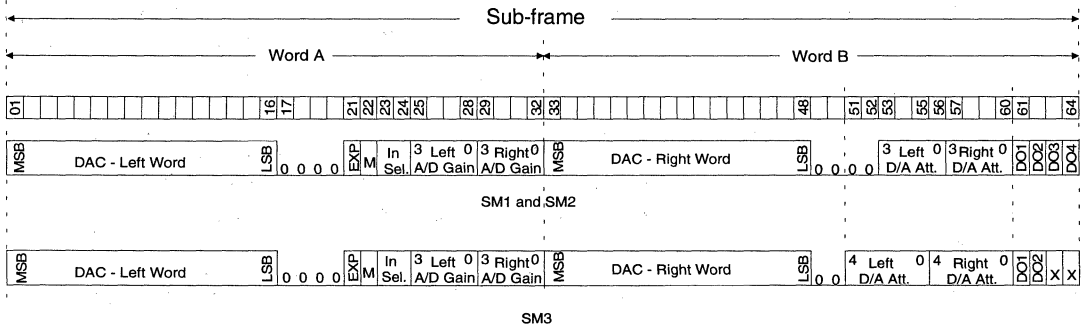 Sub-frame
Word A Word B
01 16 17 21 22 23 24 25 28 29 32 33 48 51 52 53 55 56 57 60 61 64
MSB DAC - Left Word LSB 0 0 0 0 EXP M In Sel. 3 Left 0 A/D Gain 3 Right 0 A/D Gain MSB DAC - Right Word LSB 0 0 0 0 3 Left 0 D/A Att. 3 Right 0 D/A Att. DO1 DO2 DO3 DO4
SM1 and SM2
MSB DAC - Left Word LSB 0 0 0 0 EXP M In Sel. 3 Left 0 A/D Gain 3 Right 0 A/D Gain MSB DAC - Right Word LSB 0 0 4 Left 0 D/A Att. 4 Right 0 D/A Att. DO1 DO2 X X
SM3